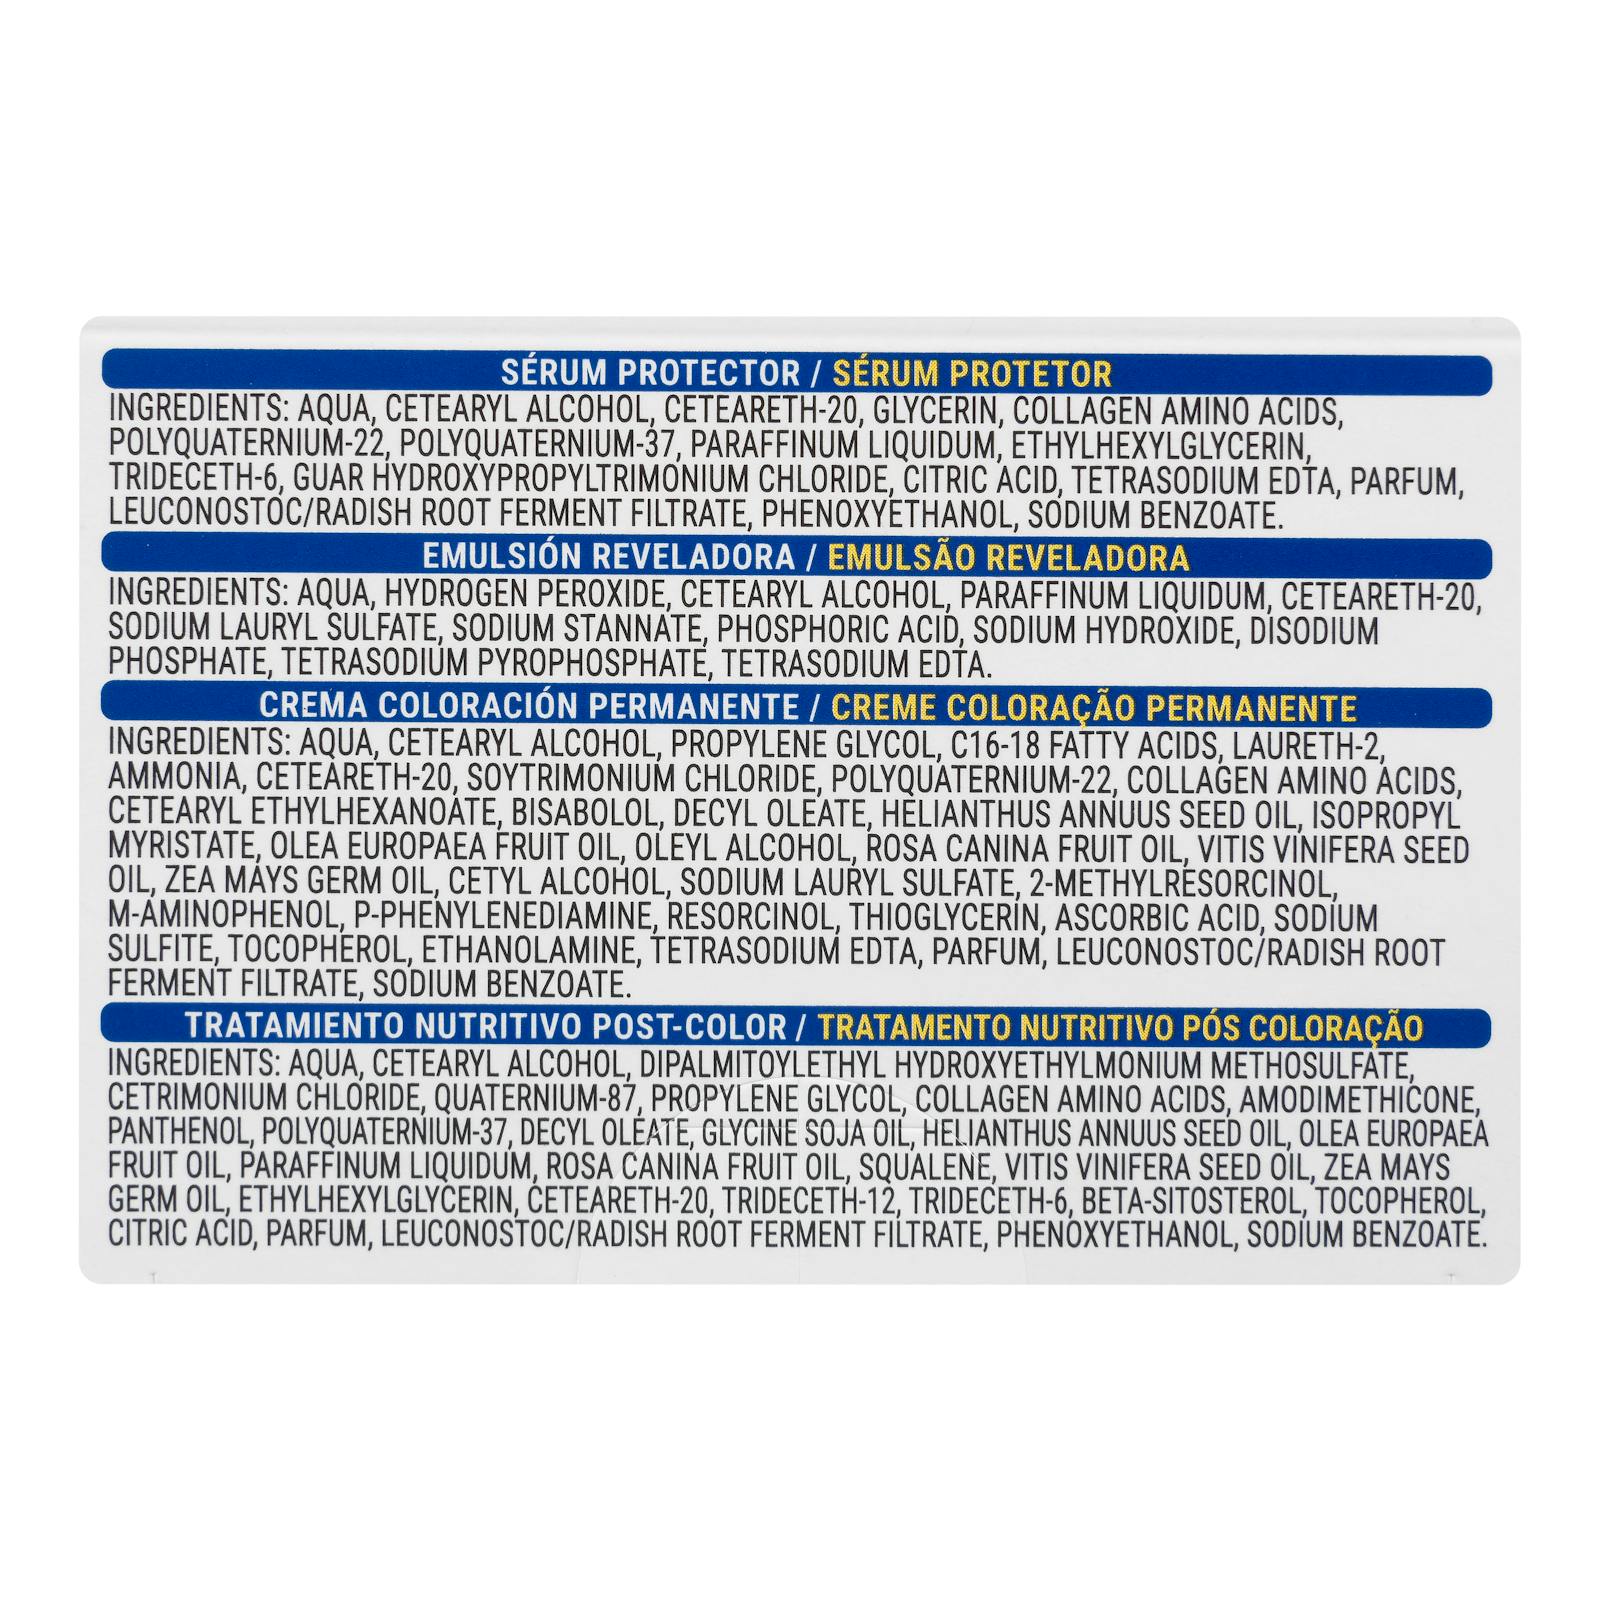 SÉRUM PROTECTOR / SÉRUM PROTETOR
INGREDIENTS: AQUA, CETEARYL ALCOHOL, CETEARETH-20, GLYCERIN, COLLAGEN AMINO ACIDS,
POLYQUATERNIUM-22, POLYQUATERNIUM-37, PARAFFINUM LIQUIDUM, ETHYLHEXYLGLYCERIN,
TRIDECETH-6, GUAR HYDROXYPROPYLTRIMONIUM CHLORIDE, CITRIC ACID, TETRASODIUM EDTA, PARFUM,
LEUCONOSTOC/RADISH ROOT FERMENT FILTRATE, PHENOXYETHANOL, SODIUM BENZOATE.
EMULSIÓN REVELADORA / EMULSÃO REVELADORA
INGREDIENTS: AQUA, HYDROGEN PEROXIDE, CETEARYL ALCOHOL, PARAFFINUM LIQUIDUM, CETEARETH-20,
SODIUM LAURYL SULFATE, SODIUM STANNATE, PHOSPHORIC ACID, SODIUM HYDROXIDE, DISODIUM
PHOSPHATE, TETRASODIUM PYROPHOSPHATE, TETRASODIUM EDTA.
CREMA COLORACIÓN PERMANENTE / CREME COLORAÇÃO PERMANENTE
INGREDIENTS: AQUA, CETEARYL ALCOHOL, PROPYLENE GLYCOL, C16-18 FATTY ACIDS, LAURETH-2,
AMMONIA, CETEARETH-20, SOYTRIMONIUM CHLORIDE, POLYQUATERNIUM-22, COLLAGEN AMINO ACIDS,
CETEARYL ETHYLHEXANOATE, BISABOLOL, DECYL OLEATE, HELIANTHUS ANNUUS SEED OIL, ISOPROPYL
MYRISTATE, OLEA EUROPAEA FRUIT OIL, OLEYL ALCOHOL, ROSA CANINA FRUIT OIL, VITIS VINIFERA SEED
OIL, ZEA MAYS GERM OIL, CETYL ALCOHOL, SODIUM LAURYL SULFATE, 2-METHYLRESORCINOL,
M-AMINOPHENOL, P-PHENYLENEDIAMINE, RESORCINOL, THIOGLYCERIN, ASCORBIC ACID, SODIUM
SULFITE, TOCOPHEROL, ETHANOLAMINE, TETRASODIUM EDTA, PARFUM, LEUCONOSTOC/RADISH ROOT
FERMENT FILTRATE, SODIUM BENZOATE.
TRATAMIENTO NUTRITIVO POST-COLOR / TRATAMENTO NUTRITIVO PÓS COLORAÇÃO
INGREDIENTS: AQUA, CETEARYL ALCOHOL, DIPALMITOYLETHYL HYDROXYETHYLMONIUM METHOSULFATE,
CETRIMONIUM CHLORIDE, QUATERNIUM-87, PROPYLENE GLYCOL, COLLAGEN AMINO ACIDS, AMODIMETHICONE,
PANTHENOL, POLYQUATERNIUM-37, DECYL OLEATE, GLYCINE SOJA OIL, HELIANTHUS ANNUUS SEED OIL, OLEA EUROPAEA
FRUIT OIL, PARAFFINUM LIQUIDUM, ROSA CANINA FRUIT OIL, SQUALENE, VITIS VINIFERA SEED OIL, ZEA MAYS
GERM OIL, ETHYLHEXYLGLYCERIN, CETEARETH-20, TRIDECETH-12, TRIDECETH-6, BETA-SITOSTEROL, TOCOPHEROL,
CITRIC ACID, PARFUM, LEUCONOSTOC/RADISH ROOT FERMENT FILTRATE, PHENOXYETHANOL, SODIUM BENZOATE.